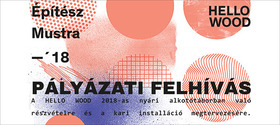 Építész
Mustra
—´18
HELLO
WOOD
PÁLYÁZATI FELHÍVÁS
A HELLO WOOD 2018-as nyári alkotótáborban való
részvételre és a kari installáció megtervezésére.